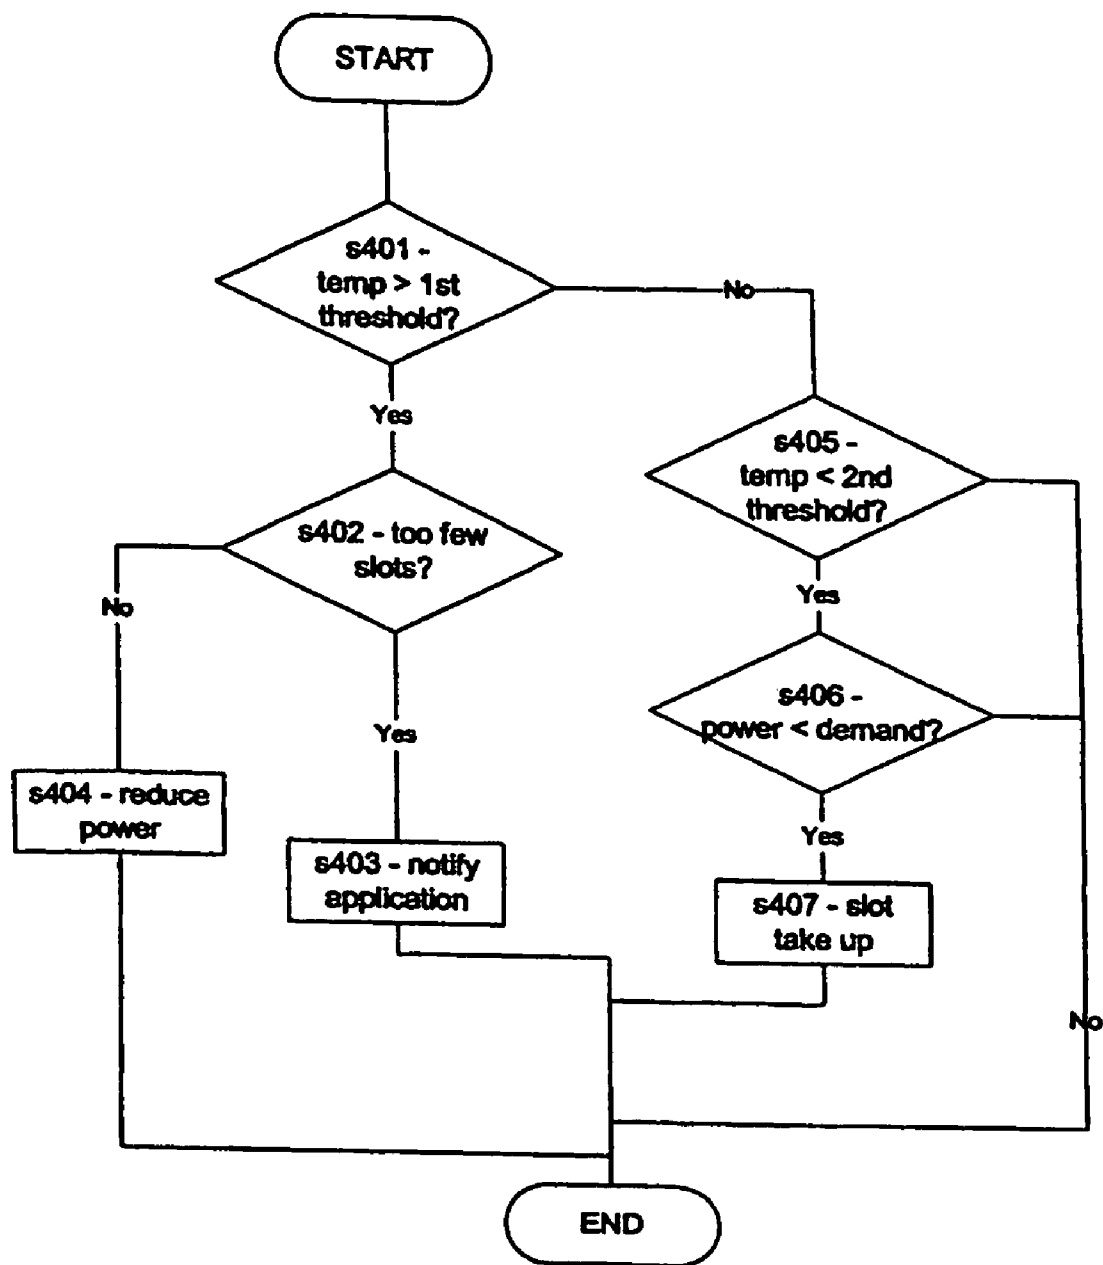 START
s401 -
temp > 1st
threshold?
No
Yes
s405 -
temp < 2nd
threshold?
s402 - too few
slots?
No
Yes
s406 -
power < demand?
Yes
s404 - reduce
power
Yes
s403 - notify
application
s407 - slot
take up
No
END